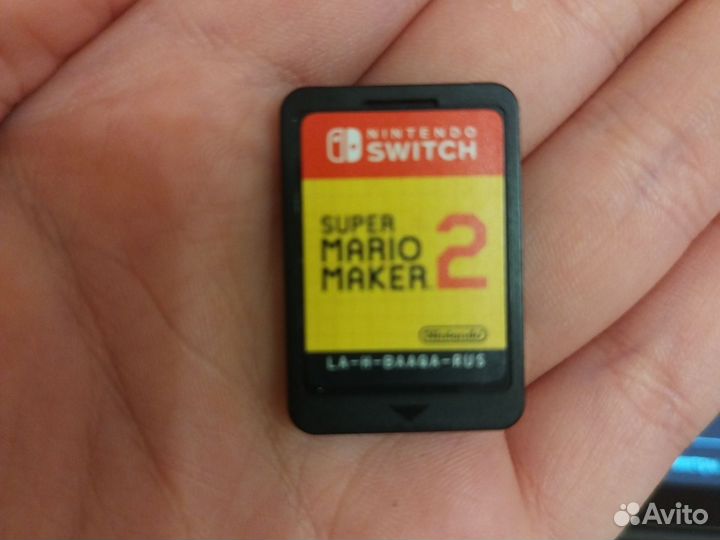 NINTENDO
SWITCH
SUPER
MARIO
MAKER 2
Nintendo
LA-H-BAAQA-RUS
Avito